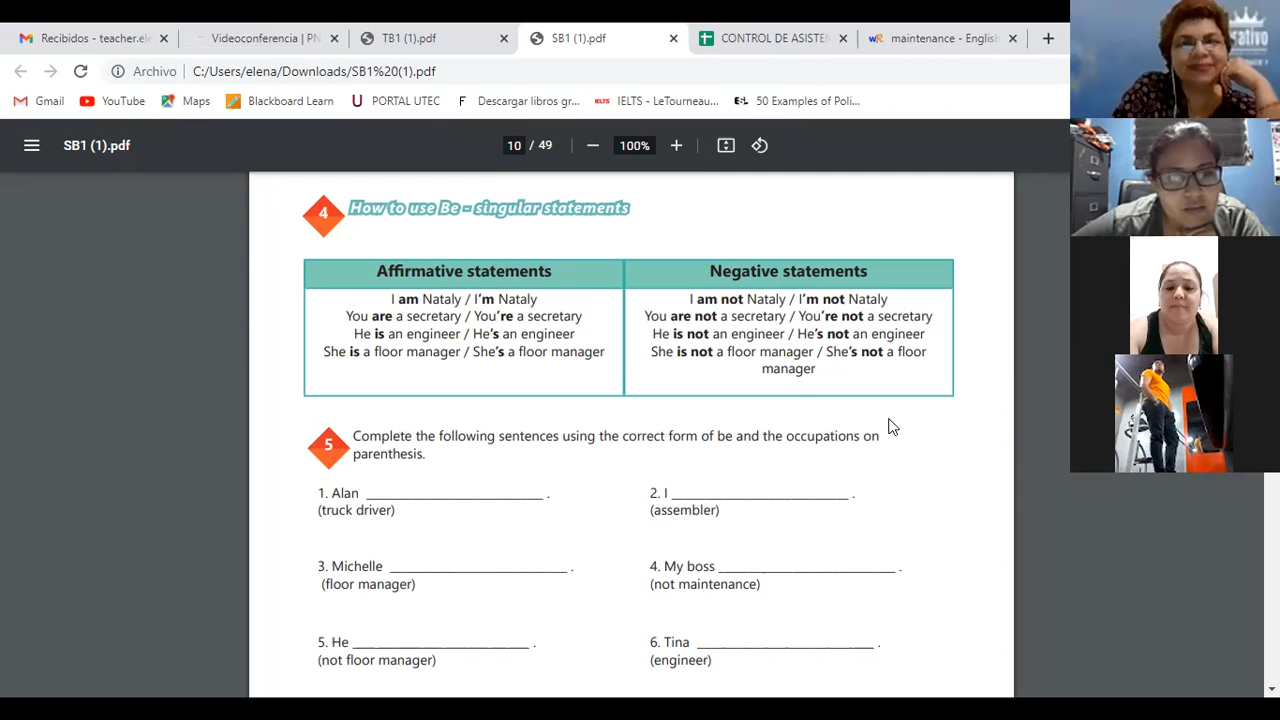 Recibidos - teacher.ele
Videoconferencia | PN
TB1 (1).pdf
SB1 (1).pdf
CONTROL DE ASISTEN
maintenance - English
Archivo
C:/Users/elena/Downloads/SB1%20(1).pdf
Gmail
YouTube
Maps
Blackboard Learn
PORTAL UTEC
Descargar libros gr...
IELTS - LeTourneau...
50 Examples of Poli...
SB1 (1).pdf
10 / 49
100%
4
How to use Be - singular statements
Affirmative statements
I am Nataly / I'm Nataly
You are a secretary / You're a secretary
He is an engineer / He's an engineer
She is a floor manager / She's a floor manager
Negative statements
I am not Nataly / I'm not Nataly
You are not a secretary / You're not a secretary
He is not an engineer / He's not an engineer
She is not a floor manager / She's not a floor
manager
5
Complete the following sentences using the correct form of be and the occupations on
parenthesis.
1. Alan ________________________ .
(truck driver)
2. I ________________________ .
(assembler)
3. Michelle ________________________ .
(floor manager)
4. My boss ________________________ .
(not maintenance)
5. He ________________________ .
(not floor manager)
6. Tina ________________________ .
(engineer)